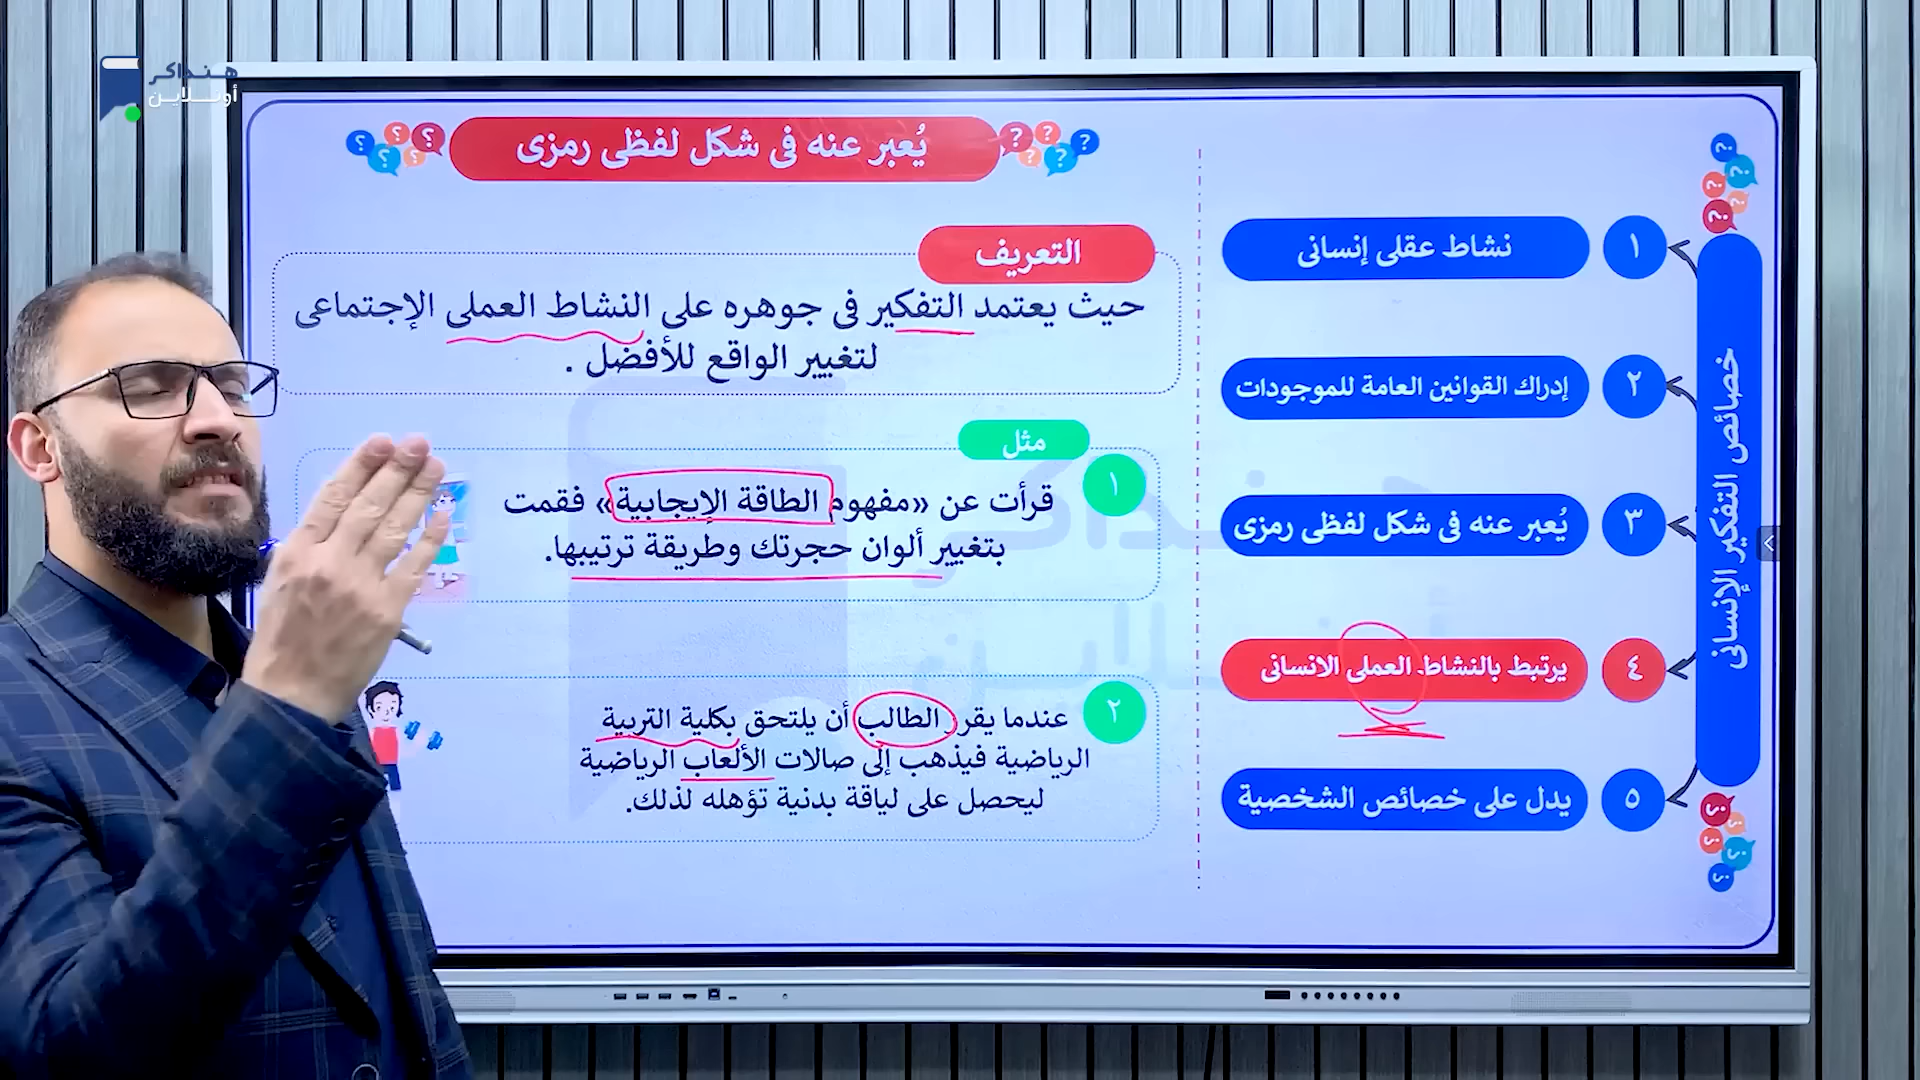 هنذاكر
أونلاين
يُعبر عنه فى شكل لفظى رمزى
التعريف
حيث يعتمد التفكير فى جوهره على النشاط العملى الإجتماعى
لتغيير الواقع للأفضل .
مثل
١
قرأت عن «مفهوم الطاقة الإيجابية» فقمت
بتغيير ألوان حجرتك وطريقة ترتيبها.
٢
عندما يقرر الطالب أن يلتحق بكلية التربية
الرياضية فيذهب إلى صالات الألعاب الرياضية
ليحصل على لياقة بدنية تؤهله لذلك.
خصائص التفكير الإنسانى
١ نشاط عقلى إنسانى
٢ إدراك القوانين العامة للموجودات
٣ يُعبر عنه فى شكل لفظى رمزى
٤ يرتبط بالنشاط العملى الانسانى
٥ يدل على خصائص الشخصية
هنذاكر
أونلاين